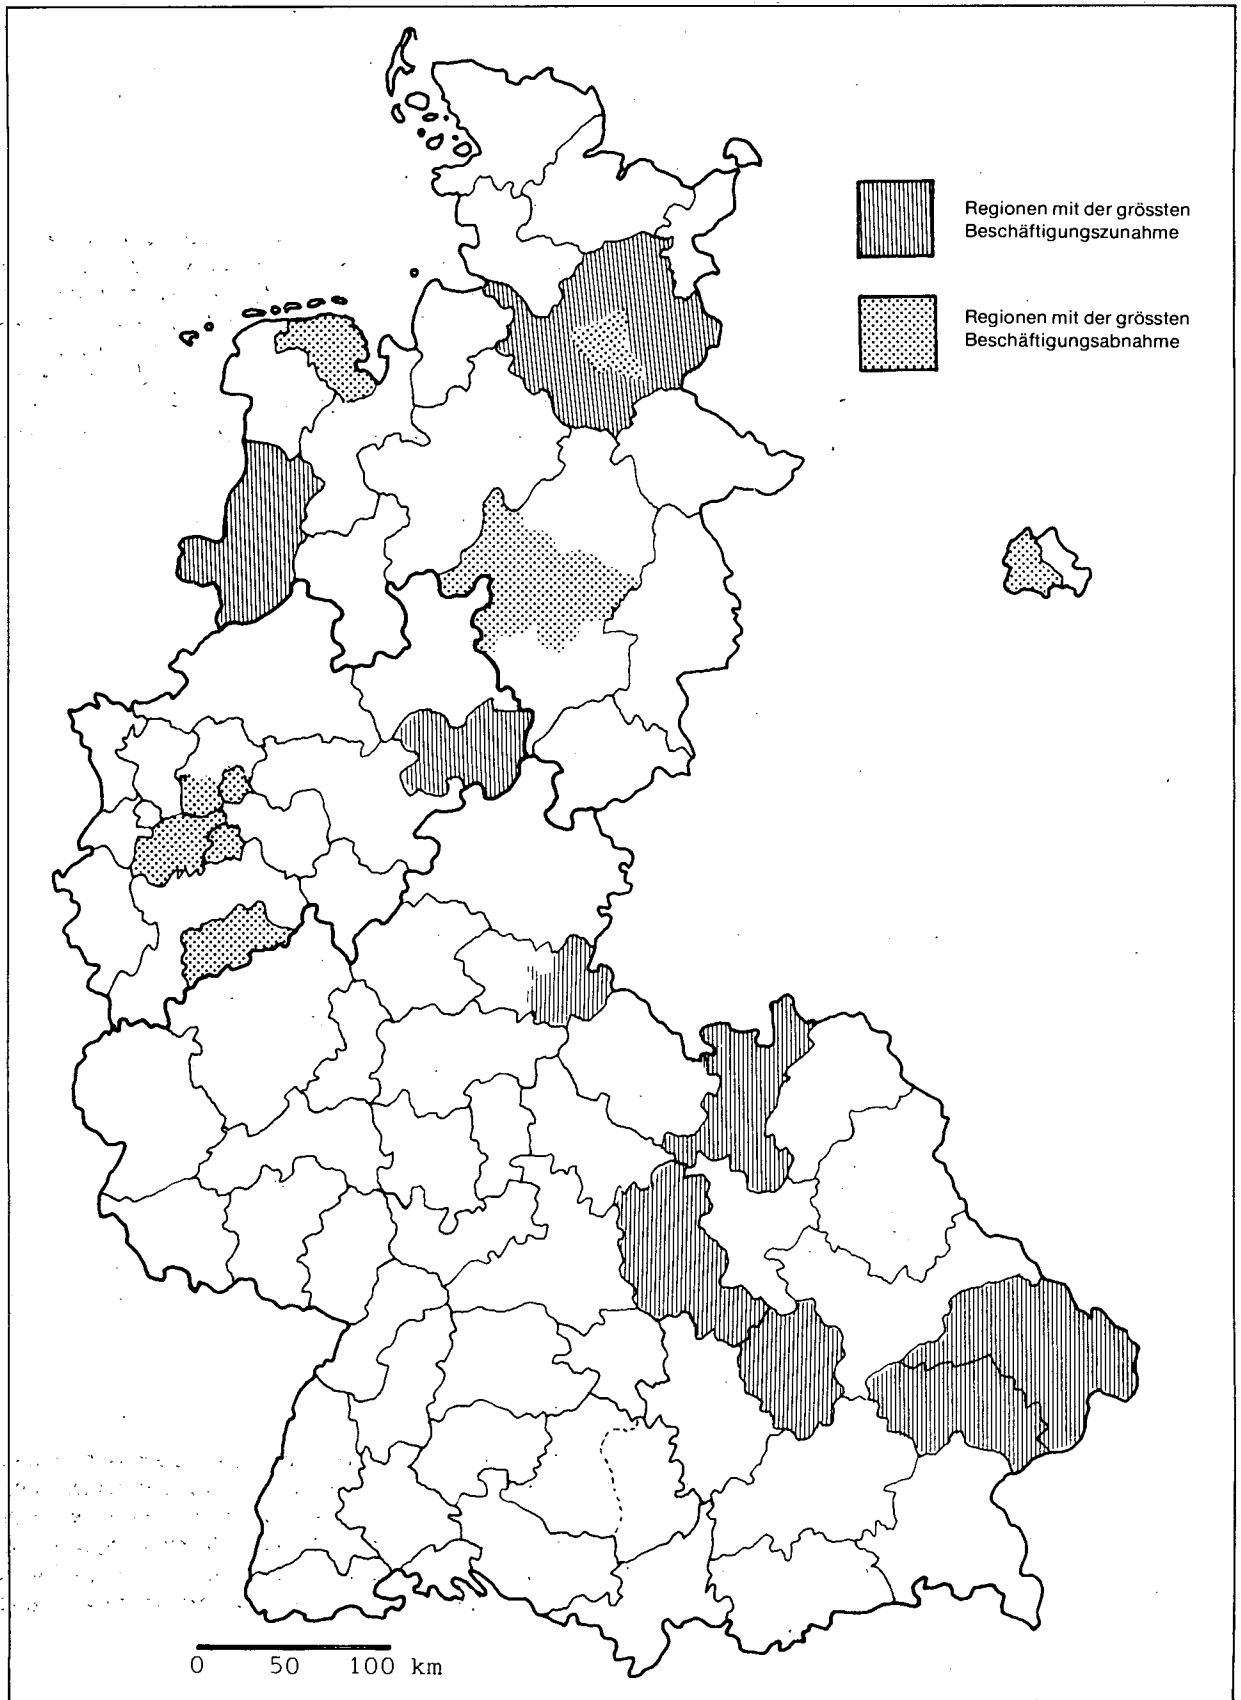 Regionen mit der grössten
Beschäftigungszunahme
Regionen mit der grössten
Beschäftigungsabnahme
0 50 100 km